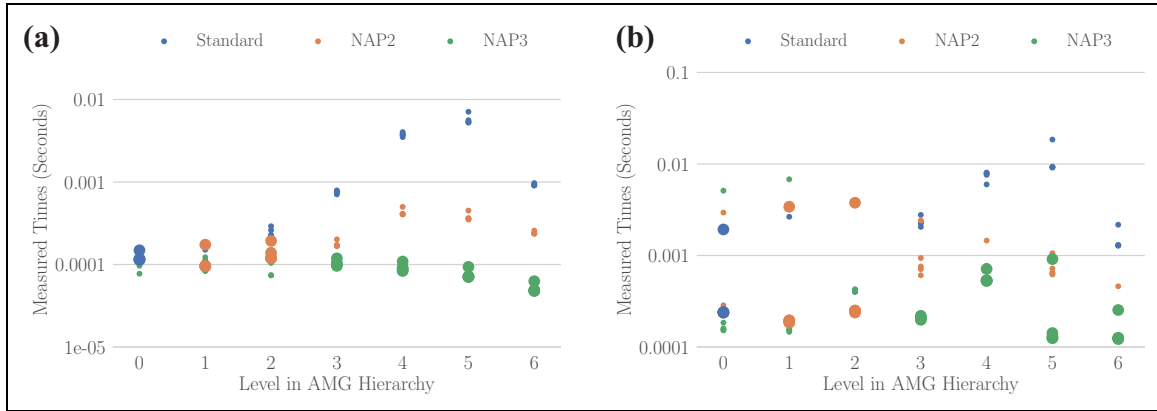 (a)
Standard NAP2 NAP3
Measured Times (Seconds)
0.01
0.001
0.0001
1e-05
0 1 2 3 4 5 6
Level in AMG Hierarchy
(b)
Standard NAP2 NAP3
Measured Times (Seconds)
0.1
0.01
0.001
0.0001
0 1 2 3 4 5 6
Level in AMG Hierarchy